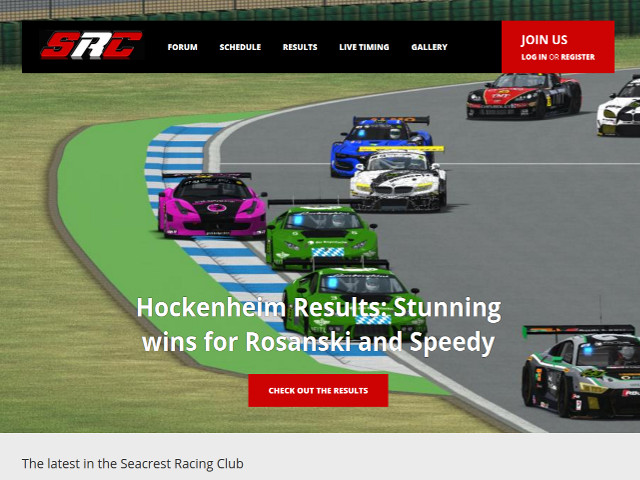 SRC
FORUM
SCHEDULE
RESULTS
LIVE TIMING
GALLERY
JOIN US
LOG IN OR REGISTER
Hockenheim Results: Stunning
wins for Rosanski and Speedy
CHECK OUT THE RESULTS
The latest in the Seacrest Racing Club